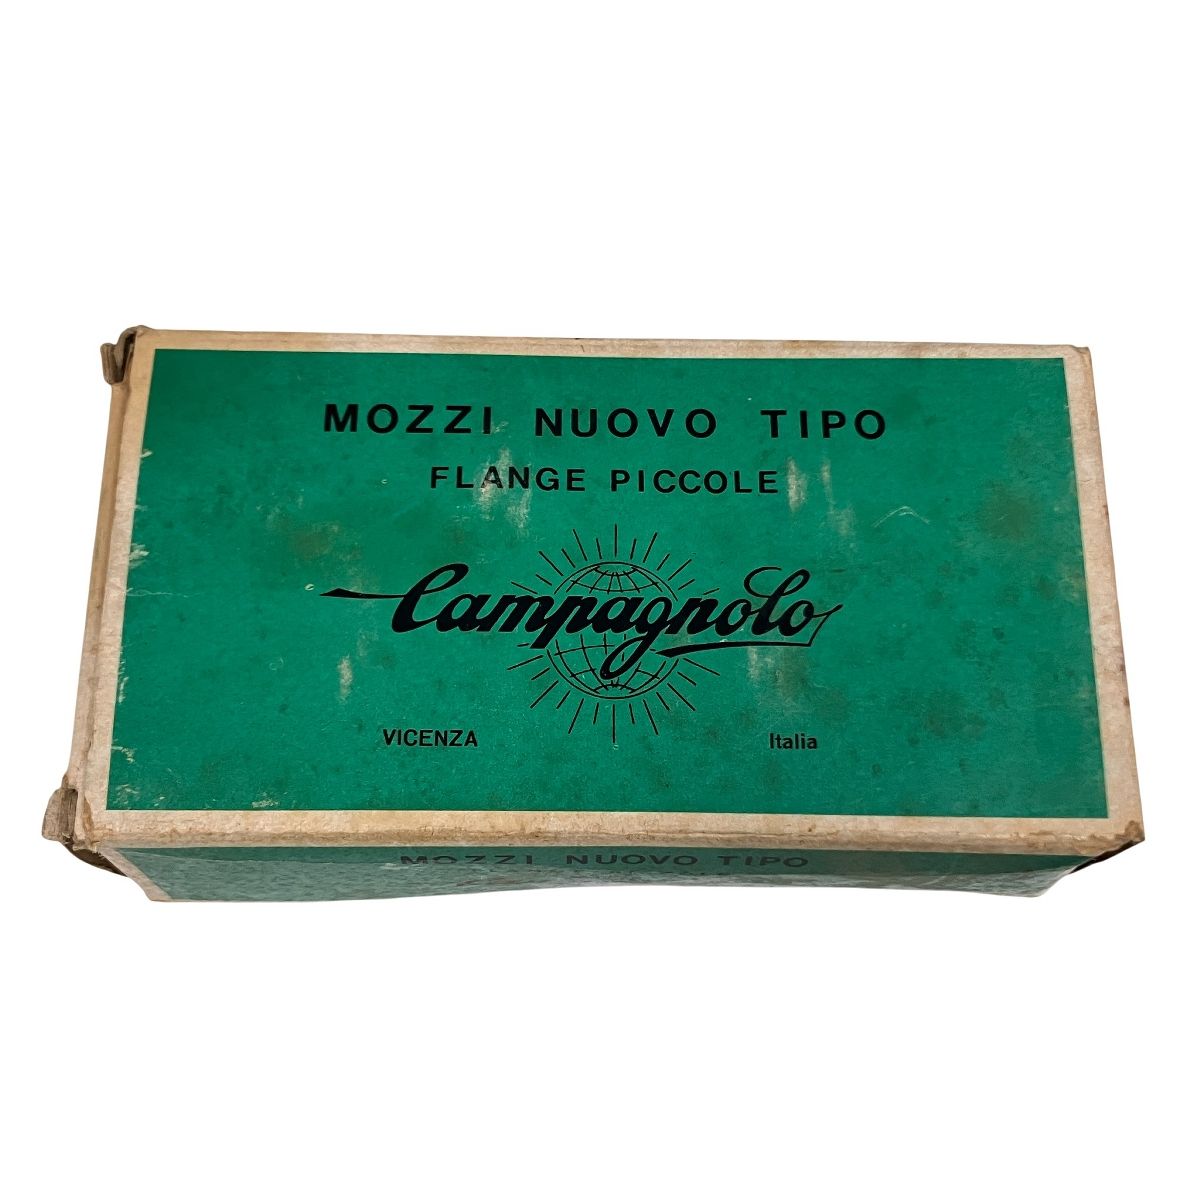 MOZZI NUOVO TIPO
FLANGE PICCOLE
Campagnolo
VICENZA Italia
MOZZI NUOVO TIPO